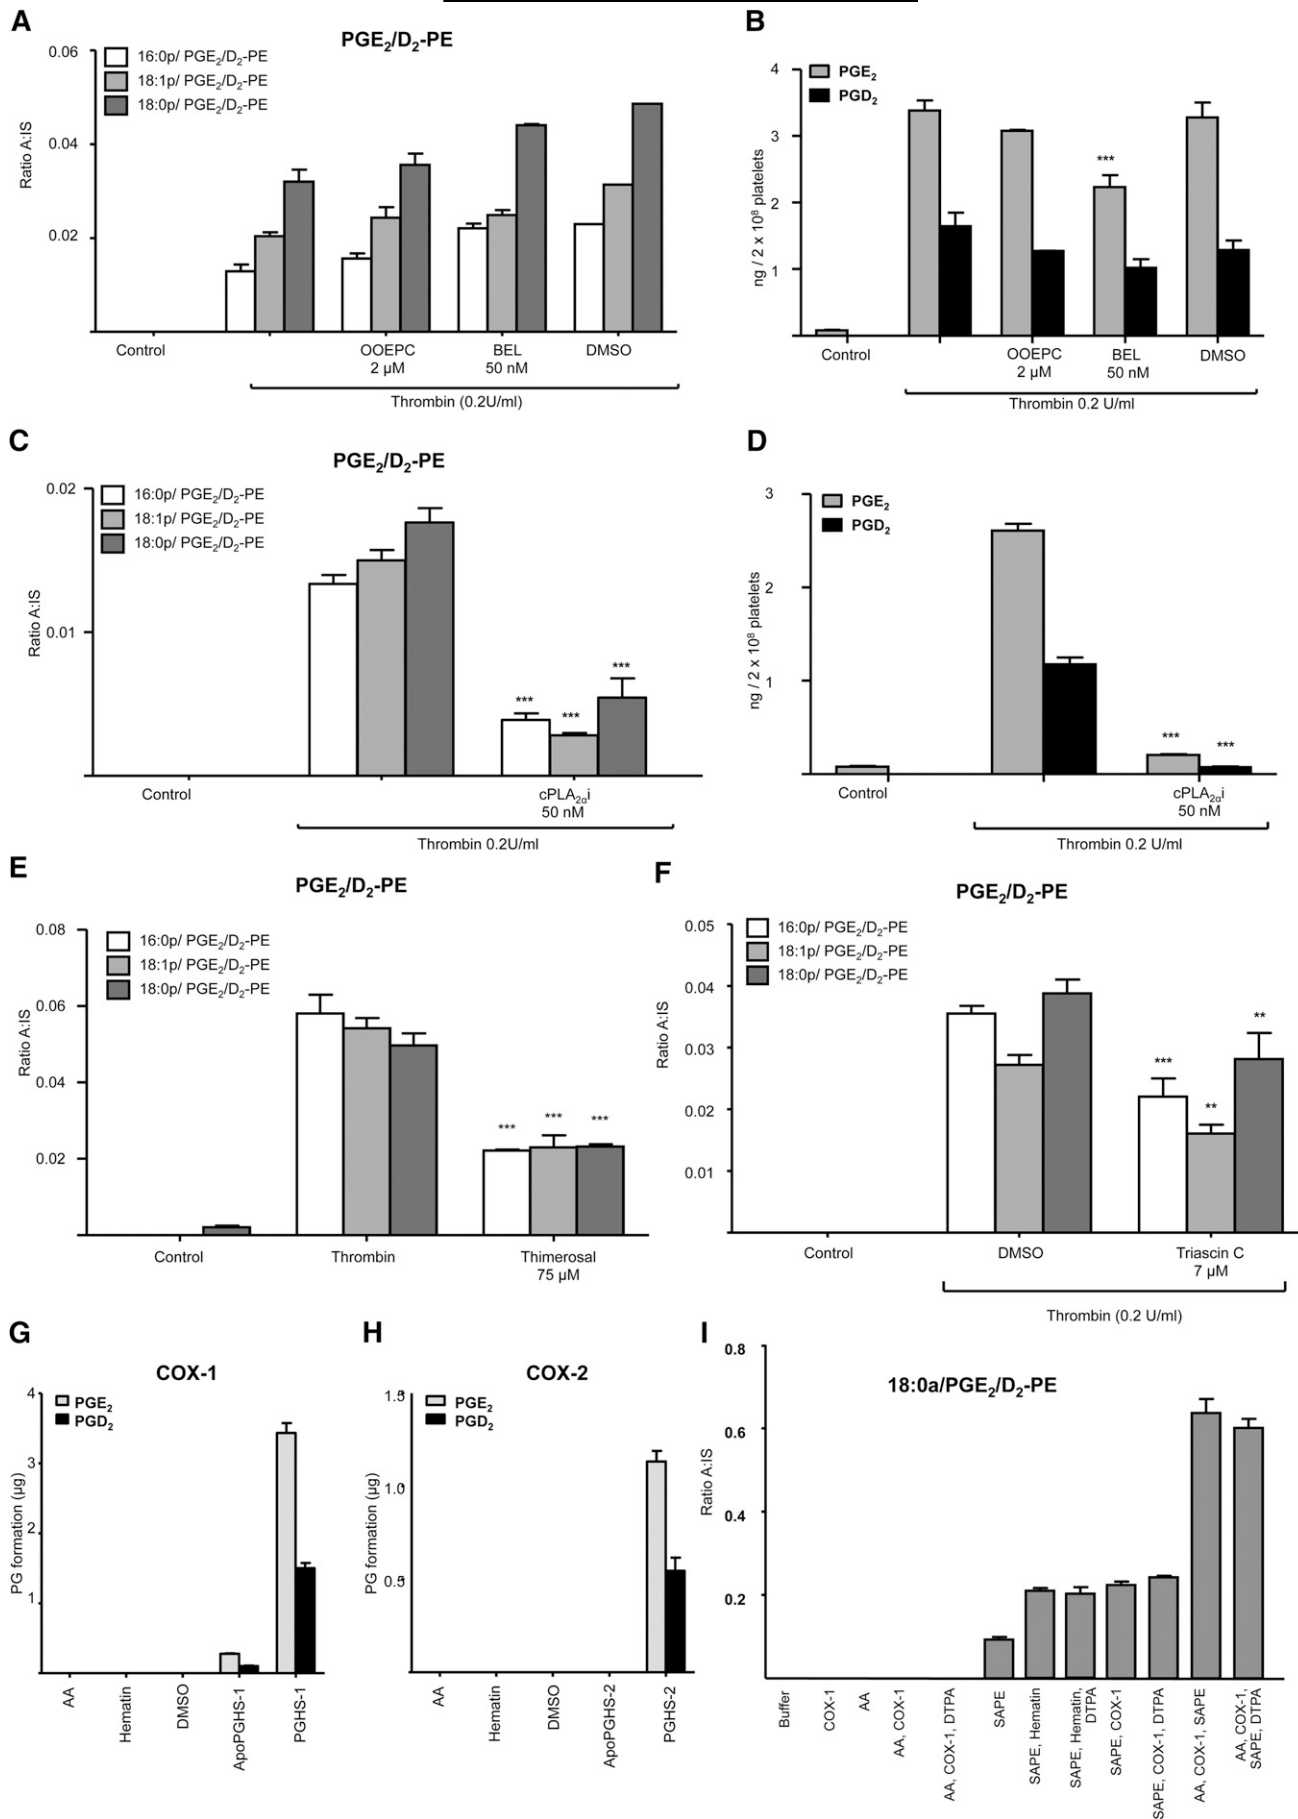 A
PGE₂/D₂-PE
16:0p/ PGE₂/D₂-PE
18:1p/ PGE₂/D₂-PE
18:0p/ PGE₂/D₂-PE
Ratio A:IS
0.06
0.04
0.02
Control
OOEPC
2 µM
BEL
50 nM
DMSO
Thrombin (0.2U/ml)
B
PGE₂
PGD₂
ng / 2 x 10⁸ platelets
4
3
2
1
***
Control
OOEPC
2 µM
BEL
50 nM
DMSO
Thrombin 0.2 U/ml
C
PGE₂/D₂-PE
16:0p/ PGE₂/D₂-PE
18:1p/ PGE₂/D₂-PE
18:0p/ PGE₂/D₂-PE
Ratio A:IS
0.02
0.01
***
***
***
Control
cPLA₂αi
50 nM
Thrombin 0.2U/ml
D
PGE₂
PGD₂
ng / 2 x 10⁸ platelets
3
2
1
***
***
Control
cPLA₂αi
50 nM
Thrombin 0.2 U/ml
E
PGE₂/D₂-PE
16:0p/ PGE₂/D₂-PE
18:1p/ PGE₂/D₂-PE
18:0p/ PGE₂/D₂-PE
Ratio A:IS
0.08
0.06
0.04
0.02
***
***
***
Control
Thrombin
Thimerosal
75 µM
F
PGE₂/D₂-PE
16:0p/ PGE₂/D₂-PE
18:1p/ PGE₂/D₂-PE
18:0p/ PGE₂/D₂-PE
Ratio A:IS
0.05
0.04
0.03
0.02
0.01
***
**
**
Control
DMSO
Triascin C
7 µM
Thrombin (0.2 U/ml)
G
COX-1
PGE₂
PGD₂
PG formation (µg)
4
3
2
1
AA
Hematin
DMSO
ApoPGHS-1
PGHS-1
H
COX-2
PGE₂
PGD₂
PG formation (µg)
1.5
1.0
0.5
AA
Hematin
DMSO
ApoPGHS-2
PGHS-2
I
18:0a/PGE₂/D₂-PE
Ratio A:IS
0.8
0.6
0.4
0.2
Buffer
COX-1
AA
AA, COX-1
AA, COX-1, DTPA
SAPE
SAPE, Hematin
SAPE, Hematin,
DTPA
SAPE, COX-1
SAPE, COX-1, DTPA
AA, COX-1, SAPE
AA, COX-1,
SAPE, DTPA